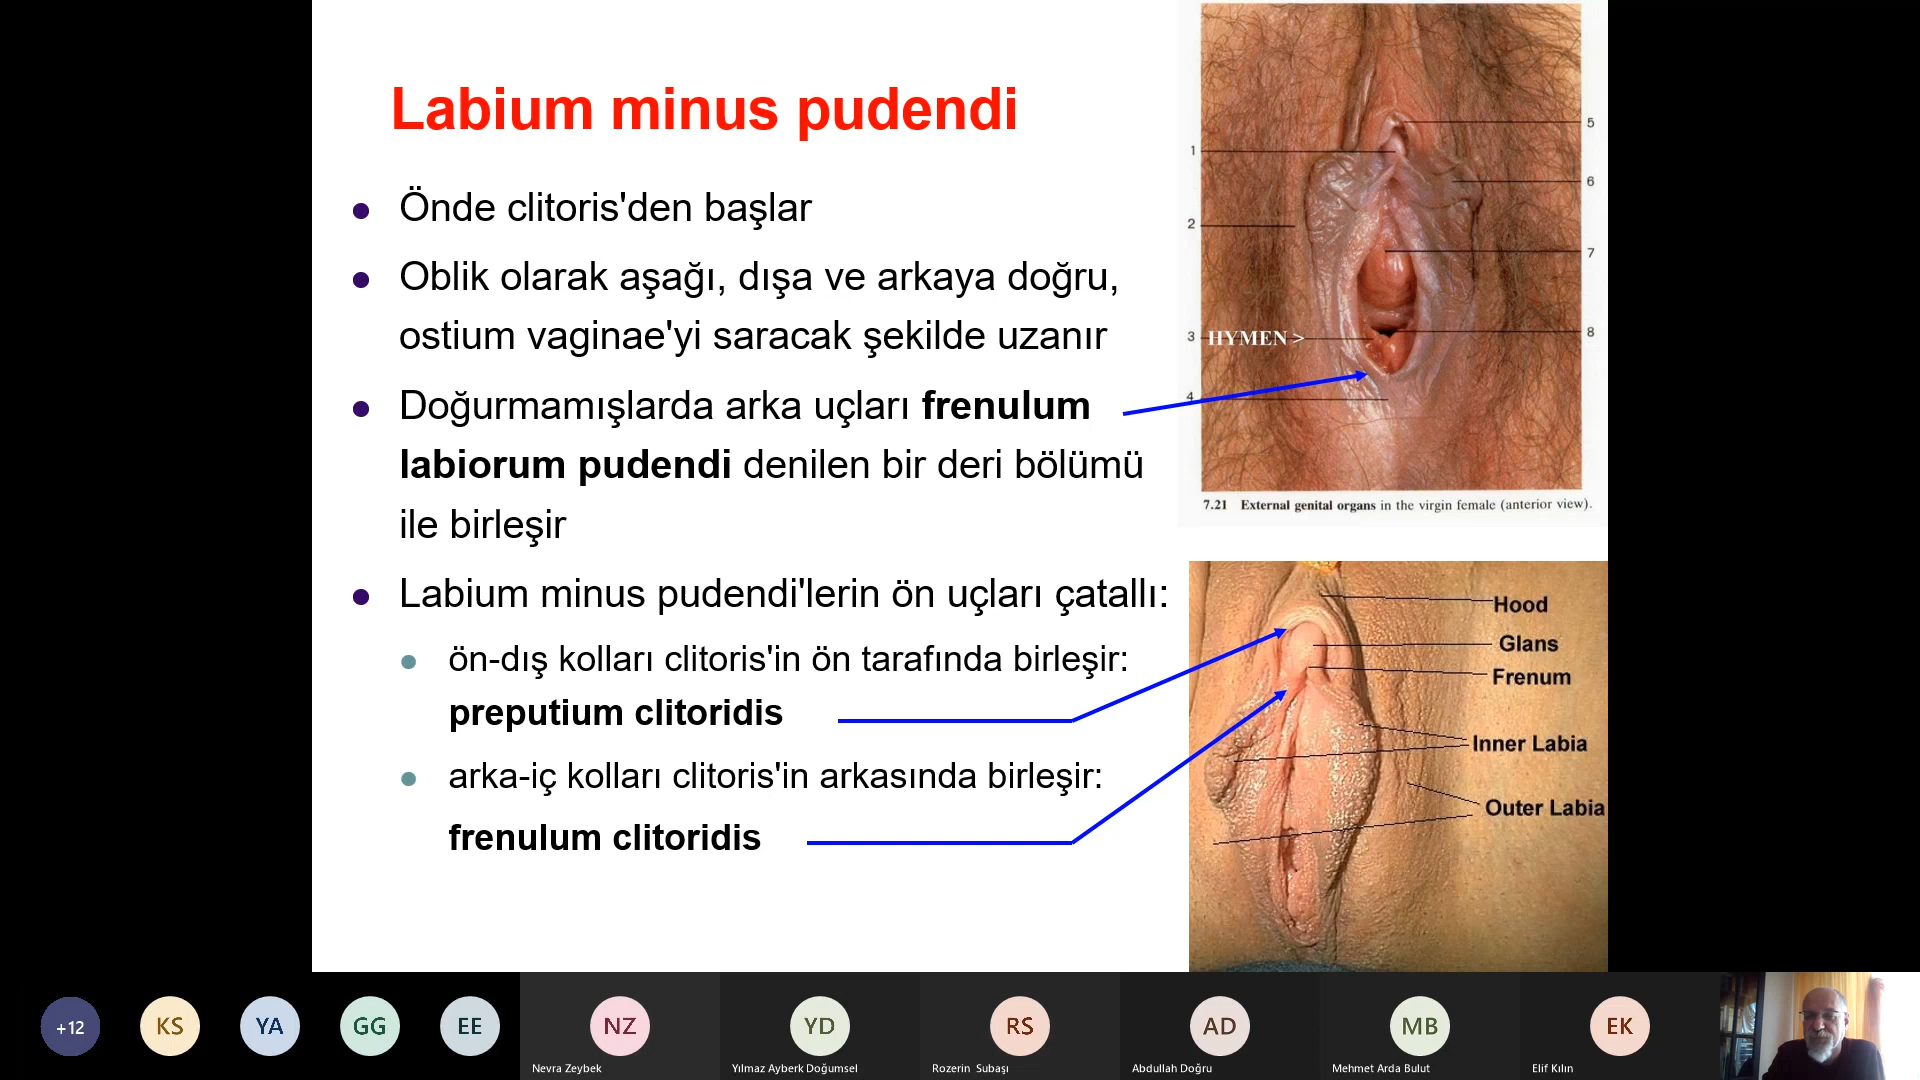 Labium minus pudendi
Önde clitoris'den başlar
Oblik olarak aşağı, dışa ve arkaya doğru,
ostium vaginae'yi saracak şekilde uzanır
Doğurmamışlarda arka uçları frenulum
labiorum pudendi denilen bir deri bölümü
ile birleşir
Labium minus pudendi'lerin ön uçları çatallı:
ön-dış kolları clitoris'in ön tarafında birleşir:
preputium clitoridis
arka-iç kolları clitoris'in arkasında birleşir:
frenulum clitoridis
1
2
3 HYMEN >
4
5
6
7
8
7.21 External genital organs in the virgin female (anterior view).
Hood
Glans
Frenum
Inner Labia
Outer Labia
+12
KS
YA
GG
EE
NZ
Nevra Zeybek
YD
Yılmaz Ayberk Doğumsel
RS
Rozerin Subaşı
AD
Abdullah Doğru
MB
Mehmet Arda Bulut
EK
Elif Kılın